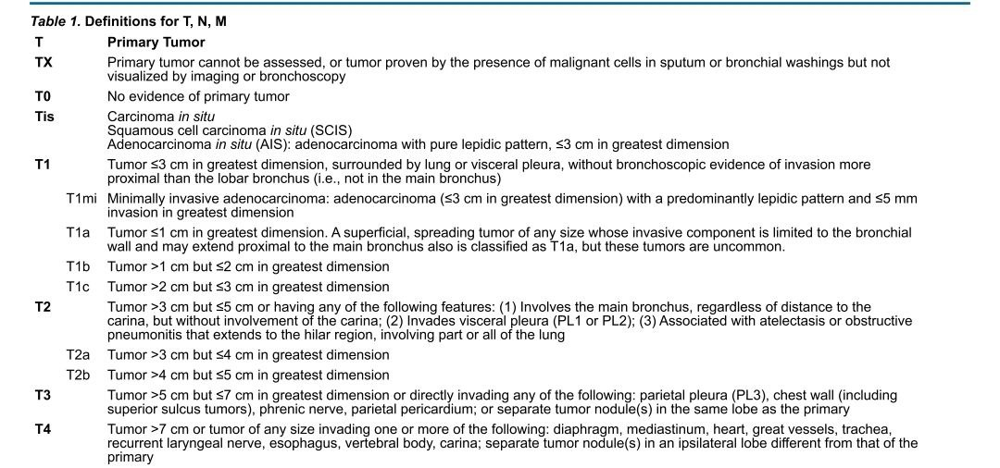 Table 1. Definitions for T, N, M
T Primary Tumor
TX Primary tumor cannot be assessed, or tumor proven by the presence of malignant cells in sputum or bronchial washings but not
visualized by imaging or bronchoscopy
T0 No evidence of primary tumor
Tis Carcinoma in situ
Squamous cell carcinoma in situ (SCIS)
Adenocarcinoma in situ (AIS): adenocarcinoma with pure lepidic pattern, ≤3 cm in greatest dimension
T1 Tumor ≤3 cm in greatest dimension, surrounded by lung or visceral pleura, without bronchoscopic evidence of invasion more
proximal than the lobar bronchus (i.e., not in the main bronchus)
T1mi Minimally invasive adenocarcinoma: adenocarcinoma (≤3 cm in greatest dimension) with a predominantly lepidic pattern and ≤5 mm
invasion in greatest dimension
T1a Tumor ≤1 cm in greatest dimension. A superficial, spreading tumor of any size whose invasive component is limited to the bronchial
wall and may extend proximal to the main bronchus also is classified as T1a, but these tumors are uncommon.
T1b Tumor >1 cm but ≤2 cm in greatest dimension
T1c Tumor >2 cm but ≤3 cm in greatest dimension
T2 Tumor >3 cm but ≤5 cm or having any of the following features: (1) Involves the main bronchus, regardless of distance to the
carina, but without involvement of the carina; (2) Invades visceral pleura (PL1 or PL2); (3) Associated with atelectasis or obstructive
pneumonitis that extends to the hilar region, involving part or all of the lung
T2a Tumor >3 cm but ≤4 cm in greatest dimension
T2b Tumor >4 cm but ≤5 cm in greatest dimension
T3 Tumor >5 cm but ≤7 cm in greatest dimension or directly invading any of the following: parietal pleura (PL3), chest wall (including
superior sulcus tumors), phrenic nerve, parietal pericardium; or separate tumor nodule(s) in the same lobe as the primary
T4 Tumor >7 cm or tumor of any size invading one or more of the following: diaphragm, mediastinum, heart, great vessels, trachea,
recurrent laryngeal nerve, esophagus, vertebral body, carina; separate tumor nodule(s) in an ipsilateral lobe different from that of the
primary